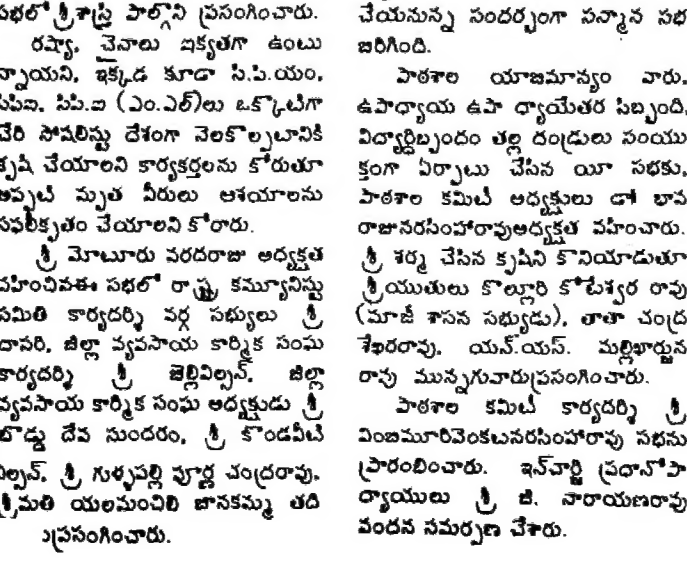 సభలో శ్రీశాస్త్రి పాల్గొని ప్రసంగించారు.
రష్యా, చైనాలు ఇక్యతగా ఉంటు
న్నాయని, ఇక్కడ కూడా సి.పి.యం,
సిపిఐ, సిపి.ఐ (ఎం.ఎల్)లు ఒక్కొటిగా
చేరి సోషలిస్టు దేశంగా నెలకొల్పటానికి
కృషి చేయాలని కార్యకర్తలను కోరుతూ
అప్పటి మృత వీరులు ఆశయాలను
సఫలీకృతం చేయాలని కోరారు.
శ్రీ మోటూరు వరదరాజు అధ్యక్షత
వహించినఈ సభలో రాష్ట్ర కమ్యూనిష్టు
సమితి కార్యదర్శి వర్గ సభ్యులు శ్రీ
దాసరి, జిల్లా వ్యవసాయ కార్మిక సంఘ
కార్యదర్శి శ్రీ జెల్లివిల్సన్, జిల్లా
వ్యవసాయ కార్మిక సంఘ అధ్యక్షుడు శ్రీ
బొడ్డు దేవ సుందరం, శ్రీ కొండవీటి
విల్సన్, శ్రీ గుళ్ళపల్లి పూర్ణ చంద్రరావు,
శ్రీమతి యలమంచిలి జానకమ్మ తది
ప్రసంగించారు.
చేయనున్న సందర్భంగా సన్మాన సభ
జరిగింది.
పాఠశాల యాజమాన్యం వారు,
ఉపాధ్యాయ ఉపా ధ్యాయేతర సిబ్బంది,
విద్యార్థిబృందం తల్ల దండ్రులు సంయు
క్తంగా ఏర్పాటు చేసిన యీ సభకు,
పాఠశాల కమిటీ అధ్యక్షులు డా‖ భావ
రాజునరసింహారావుఅధ్యక్షత వహించారు.
శ్రీ శర్మ చేసిన కృషిని కొనియాడుతూ
శ్రీయుతులు కొల్లూరి కోటేశ్వర రావు
(మాజీ శాసన సభ్యుడు), తాతా చంద్ర
శేఖరరావు, యన్.యస్. మల్లిఖార్జున
రావు మున్నగువారుప్రసంగించారు.
పాఠశాల కమిటీ కార్యదర్శి శ్రీ
వింజమూరివెంకటనరసింహారావు సభను
ప్రారంబించారు. ఇన్‌చార్జి ప్రధానోపా
ధ్యాయులు శ్రీ జి. నారాయణరావు
వందన సమర్పణ చేశారు.